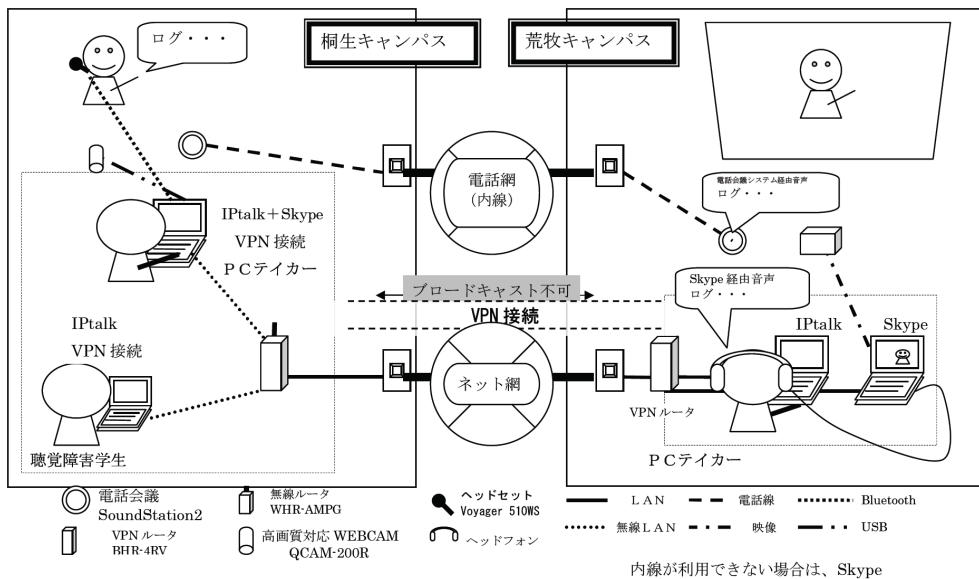 桐生キャンパス
荒牧キャンパス
ログ・・・
電話網
(内線)
電話会議システム経由音声
ログ・・・
IPtalk＋Skype
VPN 接続
ＰＣテイカー
ブロードキャスト不可
VPN 接続
Skype 経由音声
ログ・・・
IPtalk
Skype
IPtalk
VPN 接続
ネット網
VPN ルータ
聴覚障害学生
ＰＣテイカー
電話会議
SoundStation2
無線ルータ
WHR-AMPG
ヘッドセット
Voyager 510WS
ＬＡＮ
電話線
Bluetooth
VPN ルータ
BHR-4RV
高画質対応 WEBCAM
QCAM-200R
ヘッドフォン
無線ＬＡＮ
映像
USB
内線が利用できない場合は、Skype